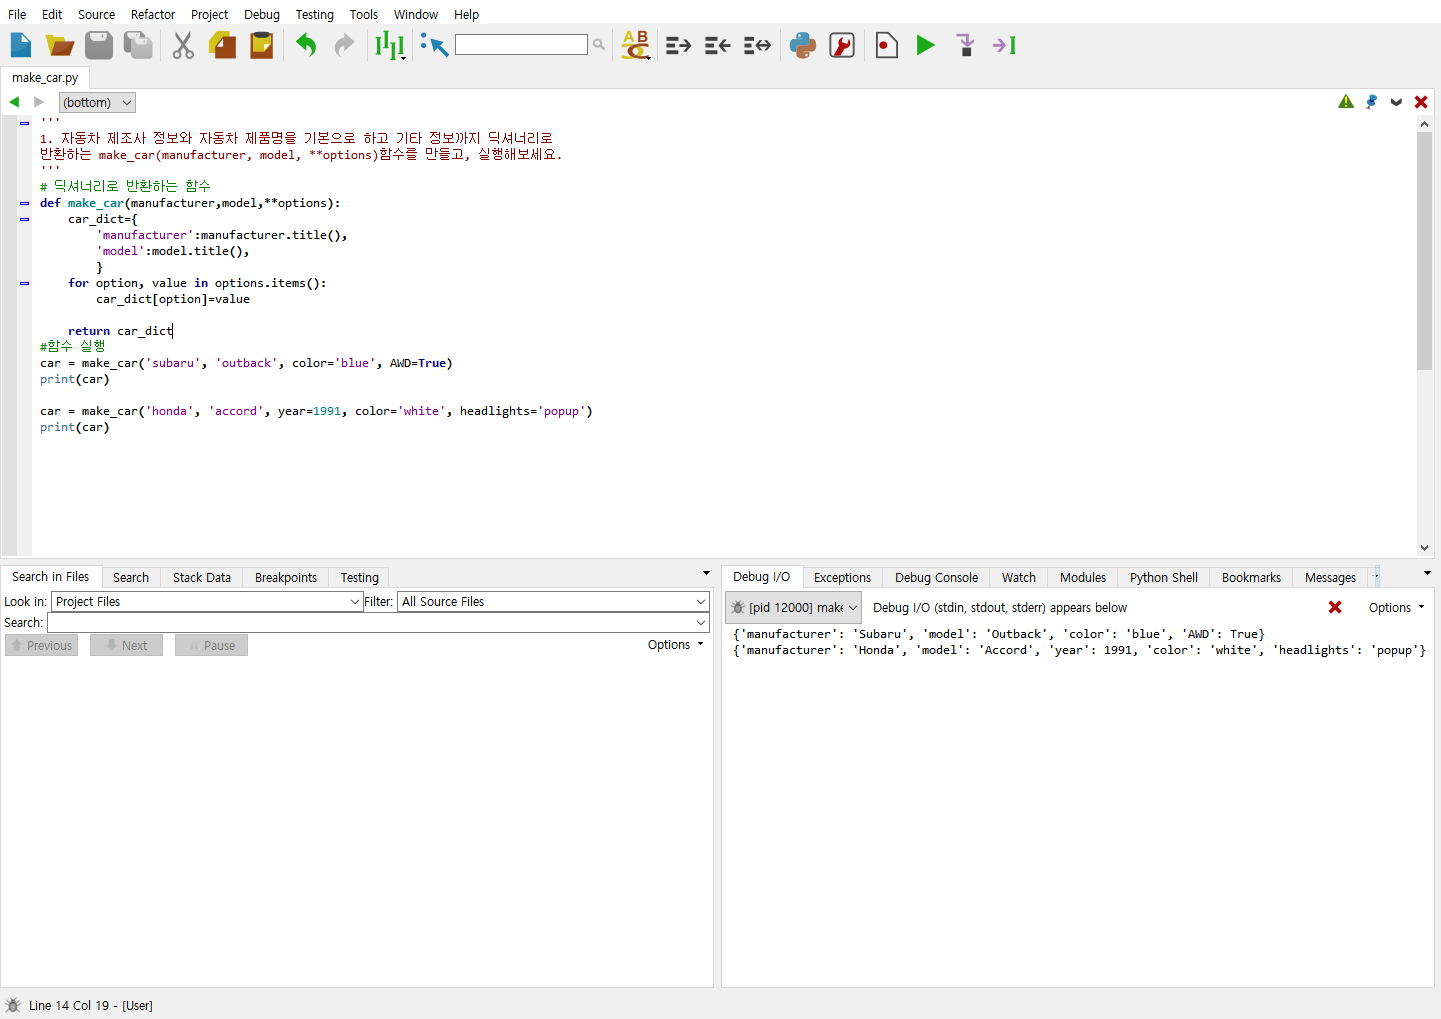 File Edit Source Refactor Project Debug Testing Tools Window Help
make_car.py
(bottom)
'''
1. 자동차 제조사 정보와 자동차 제품명을 기본으로 하고 기타 정보까지 딕셔너리로
반환하는 make_car(manufacturer, model, **options)함수를 만들고, 실행해보세요.
'''
# 딕셔너리로 반환하는 함수
def make_car(manufacturer,model,**options):
    car_dict={
        'manufacturer':manufacturer.title(),
        'model':model.title(),
        }
    for option, value in options.items():
        car_dict[option]=value
    return car_dict
#함수 실행
car = make_car('subaru', 'outback', color='blue', AWD=True)
print(car)
car = make_car('honda', 'accord', year=1991, color='white', headlights='popup')
print(car)
Search in Files Search Stack Data Breakpoints Testing
Look in: Project Files Filter: All Source Files
Search:
Previous Next Pause Options
Debug I/O Exceptions Debug Console Watch Modules Python Shell Bookmarks Messages
[pid 12000] make Debug I/O (stdin, stdout, stderr) appears below Options
{'manufacturer': 'Subaru', 'model': 'Outback', 'color': 'blue', 'AWD': True}
{'manufacturer': 'Honda', 'model': 'Accord', 'year': 1991, 'color': 'white', 'headlights': 'popup'}
Line 14 Col 19 - [User]